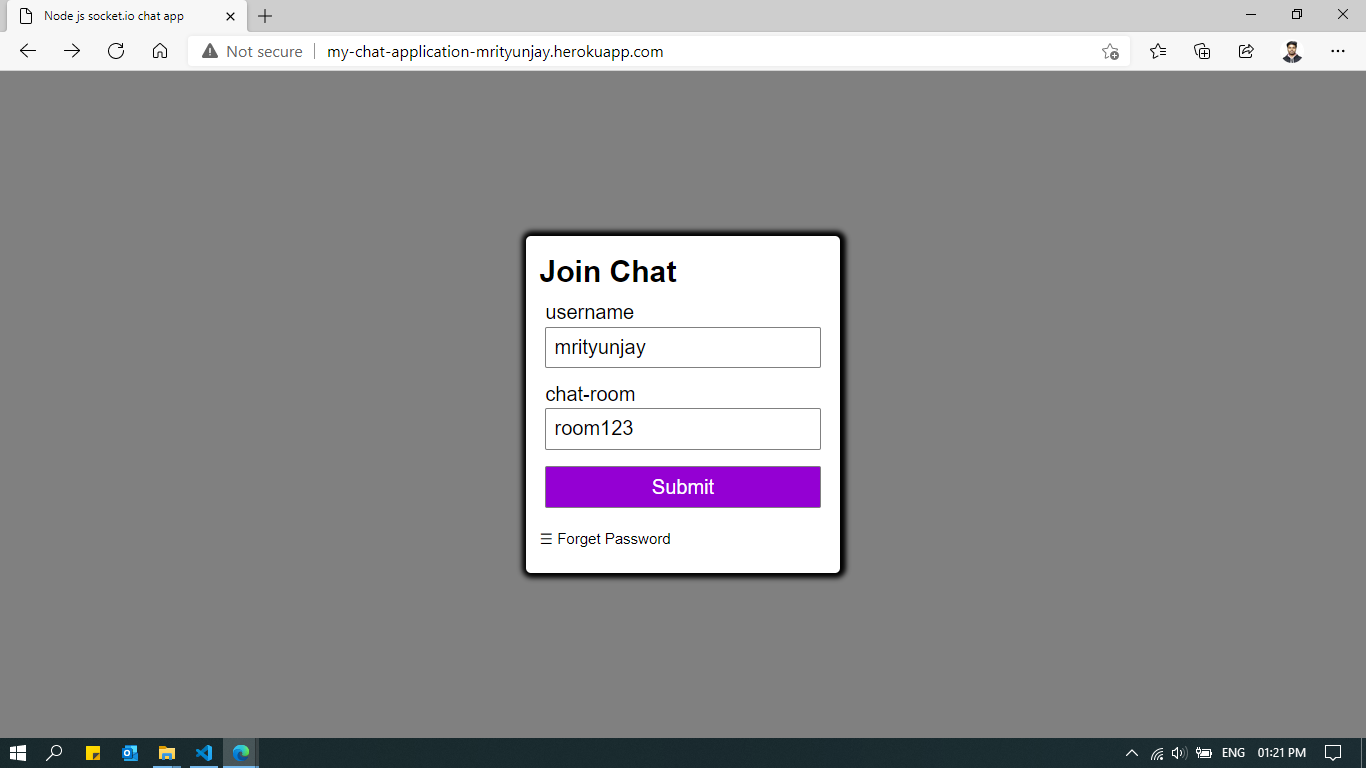 Node js socket.io chat app
Not secure my-chat-application-mrityunjay.herokuapp.com
Join Chat
username
mrityunjay
chat-room
room123
Submit
☰ Forget Password
ENG 01:21 PM